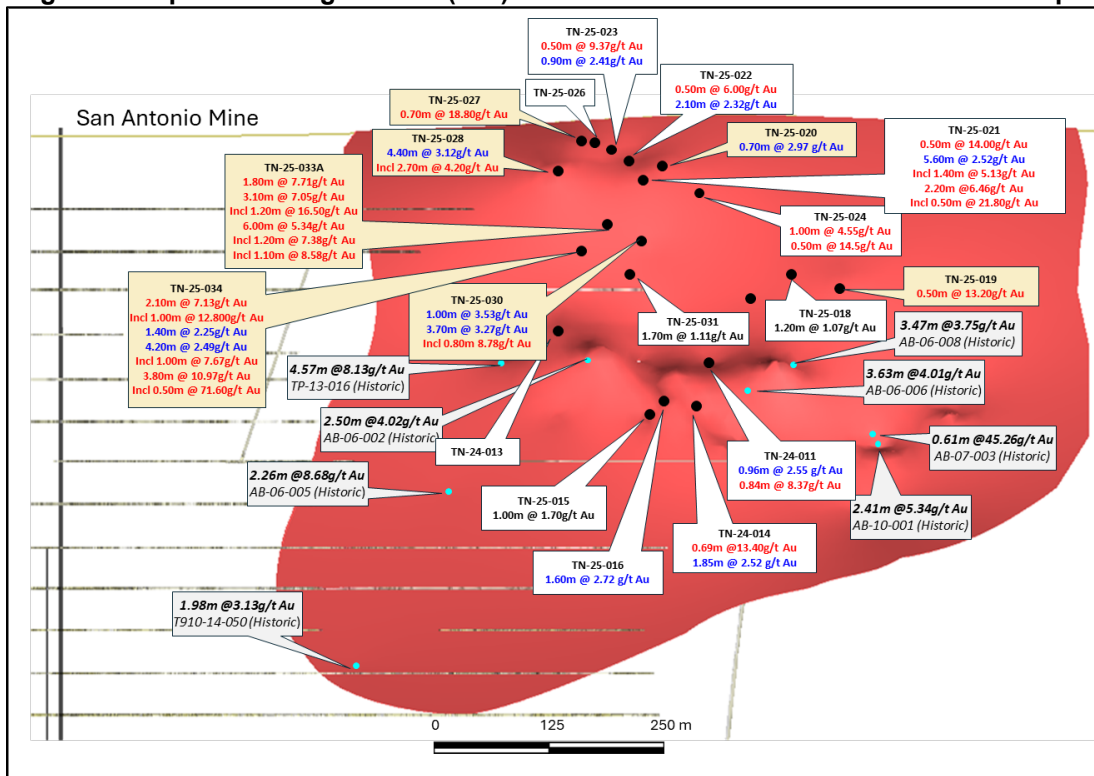 San Antonio Mine
TN-25-023
0.50m @ 9.37g/t Au
0.90m @ 2.41g/t Au
TN-25-026
TN-25-022
0.50m @ 6.00g/t Au
2.10m @ 2.32g/t Au
TN-25-027
0.70m @ 18.80g/t Au
TN-25-028
4.40m @ 3.12g/t Au
Incl 2.70m @ 4.20g/t Au
TN-25-020
0.70m @ 2.97 g/t Au
TN-25-021
0.50m @ 14.00g/t Au
5.60m @ 2.52g/t Au
Incl 1.40m @ 5.13g/t Au
2.20m @6.46g/t Au
Incl 0.50m @ 21.80g/t Au
TN-25-033A
1.80m @ 7.71g/t Au
3.10m @ 7.05g/t Au
Incl 1.20m @ 16.50g/t Au
6.00m @ 5.34g/t Au
Incl 1.20m @ 7.38g/t Au
Incl 1.10m @ 8.58g/t Au
TN-25-024
1.00m @ 4.55g/t Au
0.50m @ 14.5g/t Au
TN-25-034
2.10m @ 7.13g/t Au
Incl 1.00m @ 12.800g/t Au
1.40m @ 2.25g/t Au
4.20m @ 2.49g/t Au
Incl 1.00m @ 7.67g/t Au
3.80m @ 10.97g/t Au
Incl 0.50m @ 71.60g/t Au
TN-25-030
1.00m @ 3.53g/t Au
3.70m @ 3.27g/t Au
Incl 0.80m 8.78g/t Au
TN-25-031
1.70m @ 1.11g/t Au
TN-25-018
1.20m @ 1.07g/t Au
TN-25-019
0.50m @ 13.20g/t Au
3.47m @3.75g/t Au
AB-06-008 (Historic)
4.57m @8.13g/t Au
TP-13-016 (Historic)
3.63m @4.01g/t Au
AB-06-006 (Historic)
2.50m @4.02g/t Au
AB-06-002 (Historic)
0.61m @45.26g/t Au
AB-07-003 (Historic)
TN-24-013
TN-24-011
0.96m @ 2.55 g/t Au
0.84m @ 8.37g/t Au
2.26m @8.68g/t Au
AB-06-005 (Historic)
TN-25-015
1.00m @ 1.70g/t Au
2.41m @5.34g/t Au
AB-10-001 (Historic)
TN-24-014
0.69m @13.40g/t Au
1.85m @ 2.52 g/t Au
TN-25-016
1.60m @ 2.72 g/t Au
1.98m @3.13g/t Au
T910-14-050 (Historic)
0 125 250 m